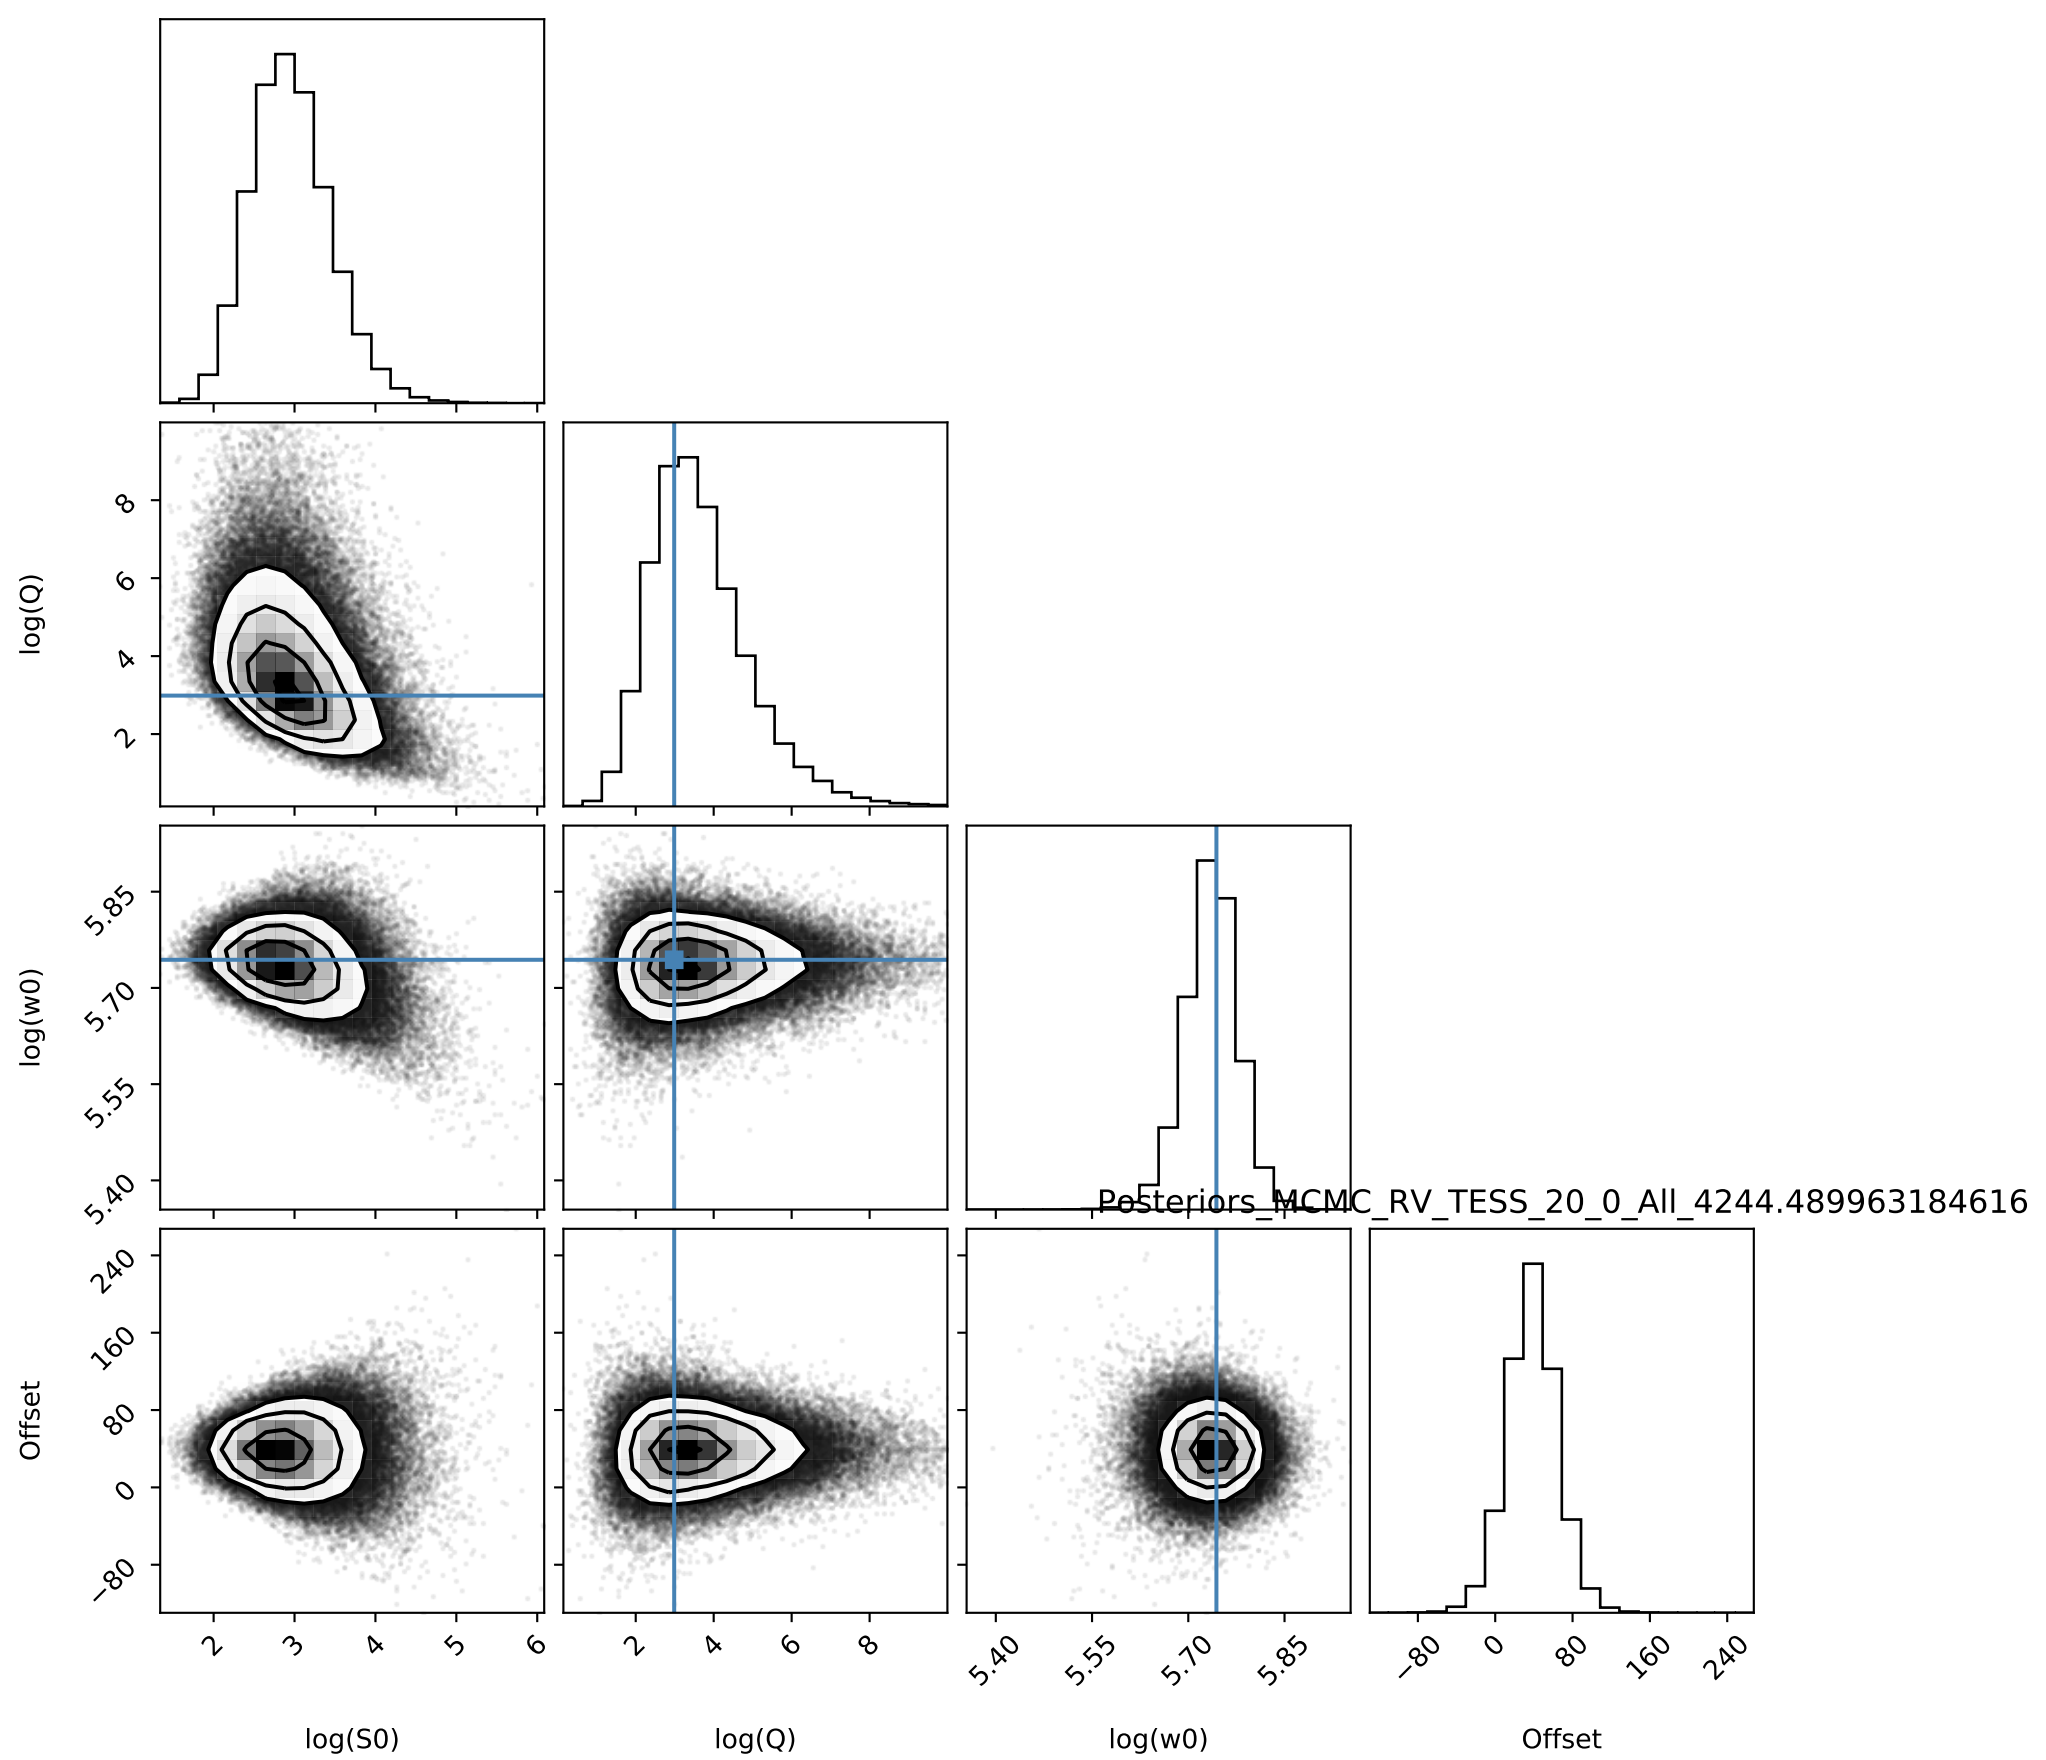 log(Q)
8
6
4
2
log(w0)
5.85
5.70
5.55
5.40
Posteriors_MCMC_RV_TESS_20_0_All_4244.489963184616
Offset
240
160
80
0
−80
2 3 4 5 6
2 4 6 8
5.40 5.55 5.70 5.85
−80 0 80 160 240
log(S0) log(Q) log(w0) Offset